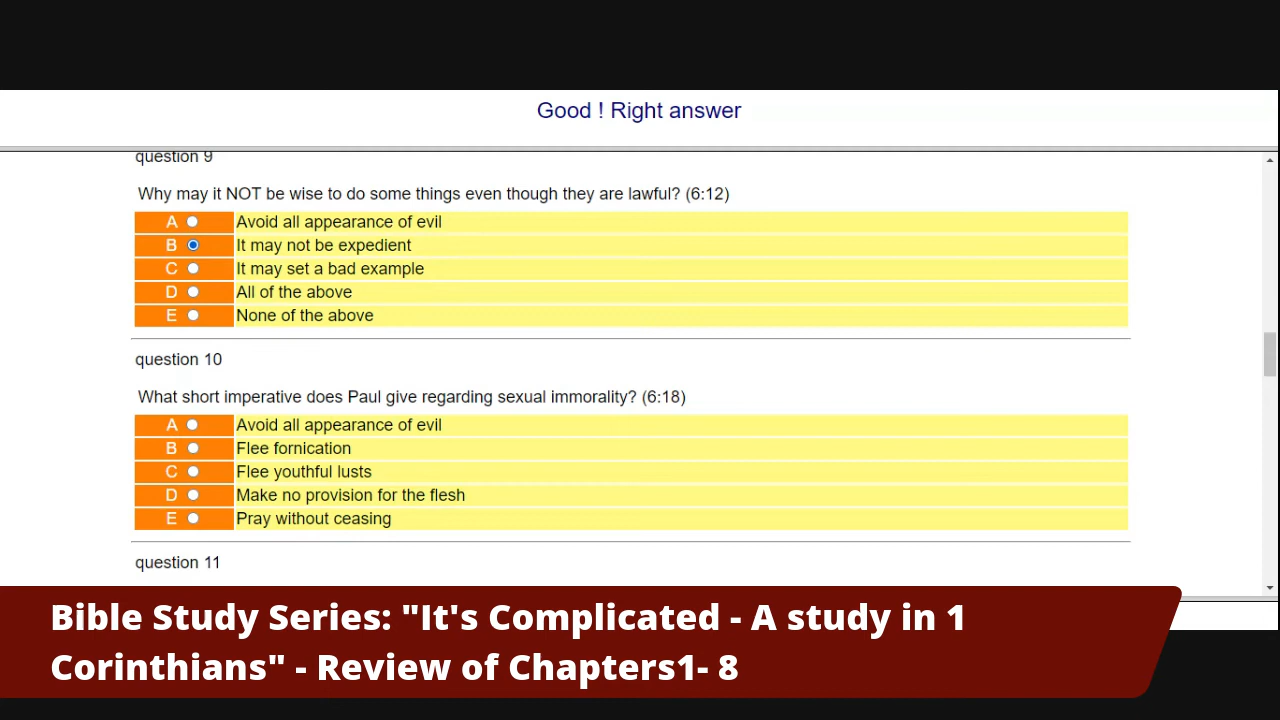 Good ! Right answer
question 9
Why may it NOT be wise to do some things even though they are lawful? (6:12)
A Avoid all appearance of evil
B It may not be expedient
C It may set a bad example
D All of the above
E None of the above
question 10
What short imperative does Paul give regarding sexual immorality? (6:18)
A Avoid all appearance of evil
B Flee fornication
C Flee youthful lusts
D Make no provision for the flesh
E Pray without ceasing
question 11
Bible Study Series: "It's Complicated - A study in 1
Corinthians" - Review of Chapters1- 8